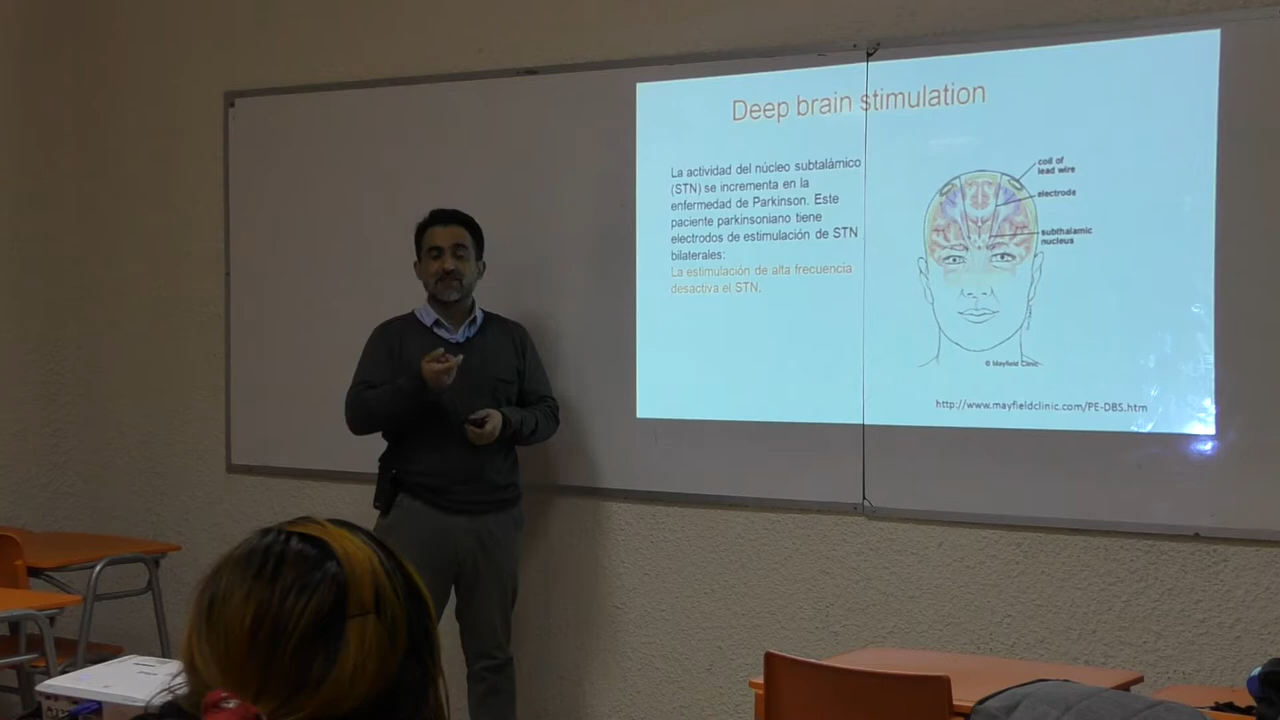 Deep brain stimulation
La actividad del núcleo subtalámico
(STN) se incrementa en la
enfermedad de Parkinson. Este
paciente parkinsoniano tiene
electrodos de estimulación de STN
bilaterales:
La estimulación de alta frecuencia
desactiva el STN.
coil of
lead wire
electrode
subthalamic
nucleus
© Mayfield Clinic
http://www.mayfieldclinic.com/PE-DBS.htm